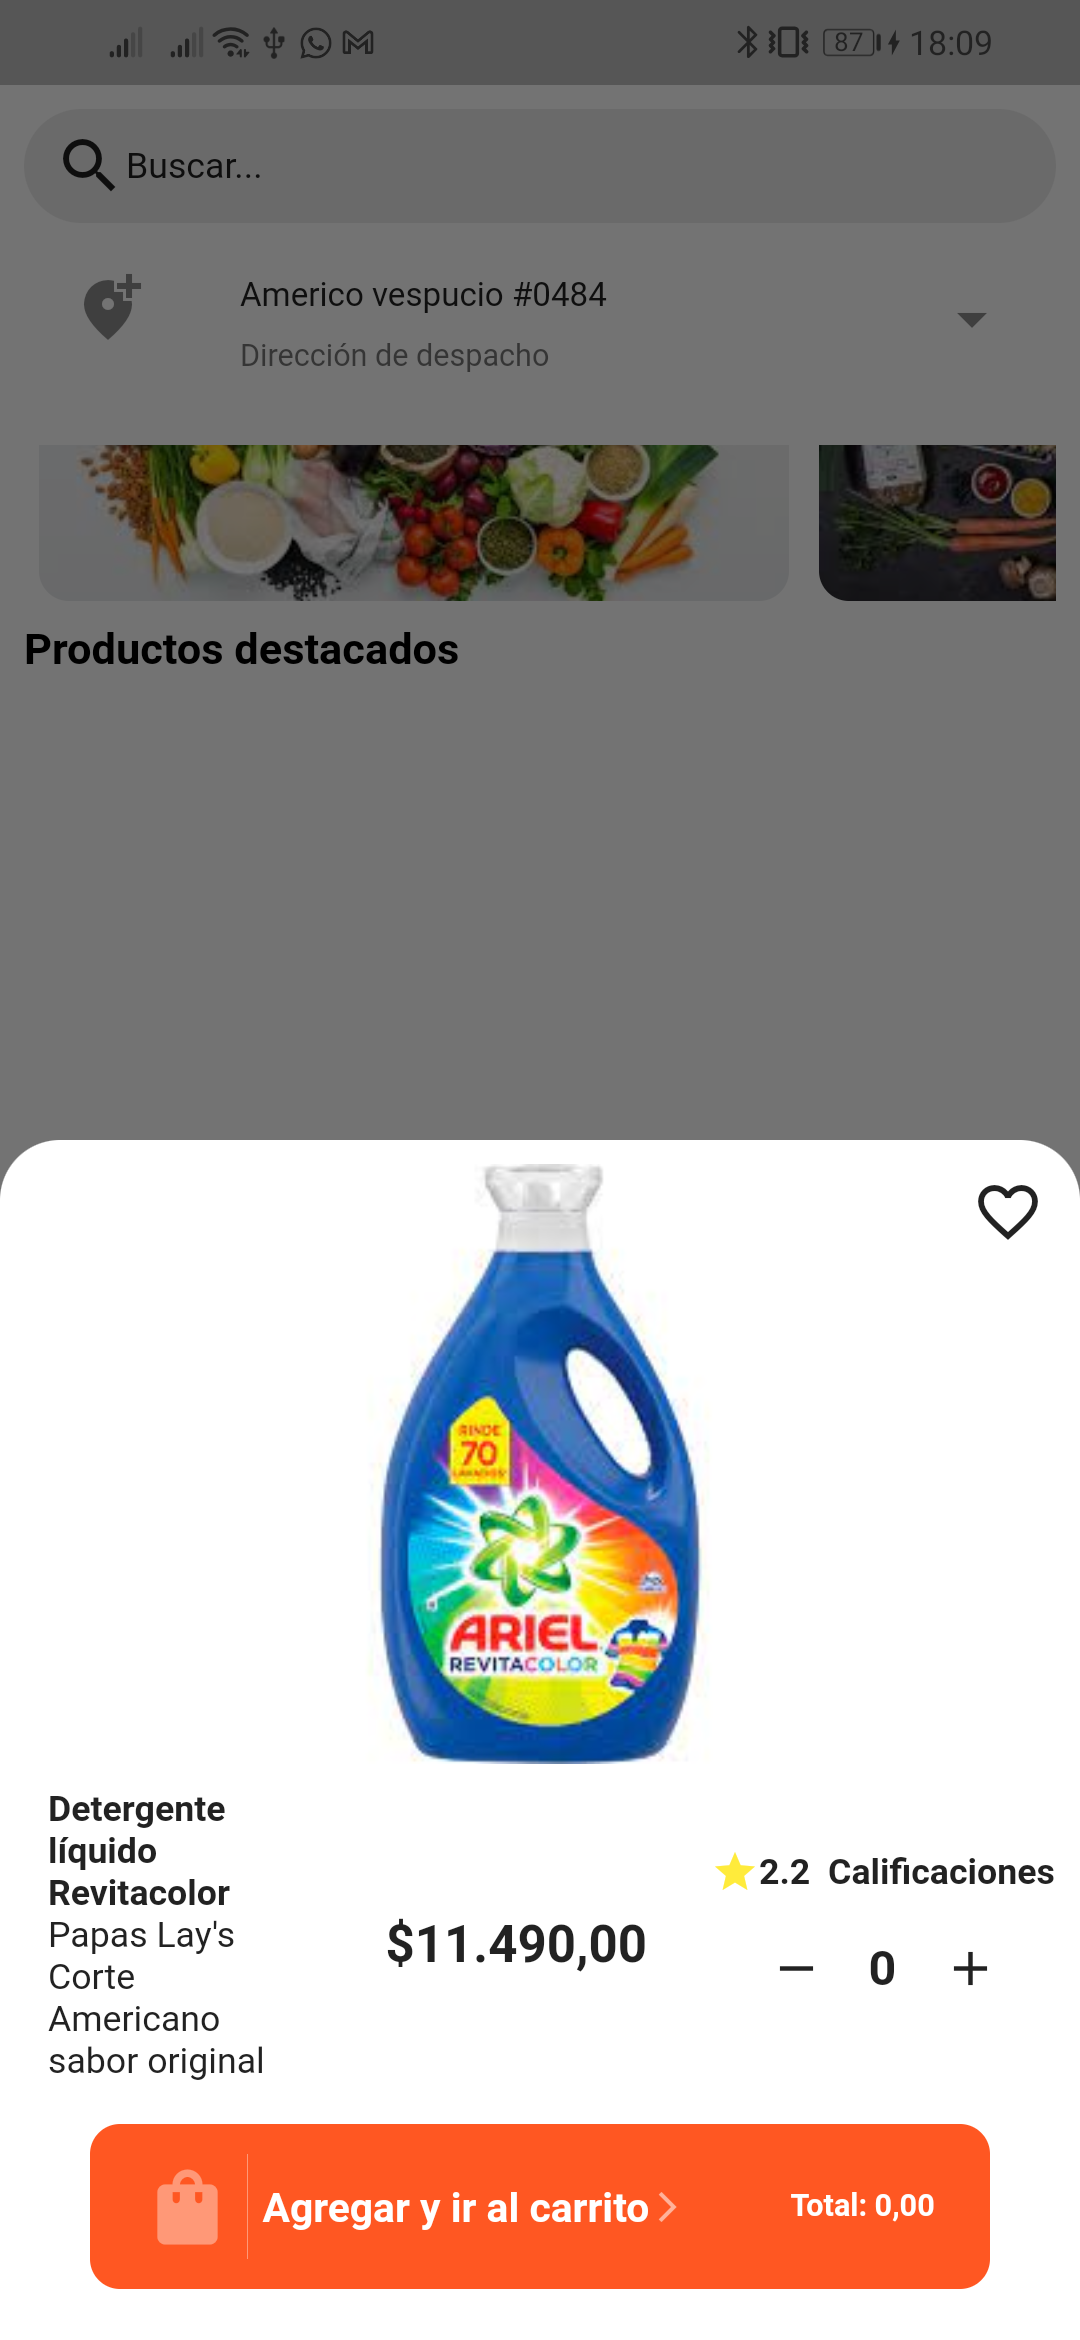 87 18:09
Buscar...
Americo vespucio #0484
Dirección de despacho
Productos destacados
RINDE
70
LAVADOS
ARIEL
REVITACOLOR
Detergente
líquido
Revitacolor
Papas Lay's
Corte
Americano
sabor original
$11.490,00
2.2 Calificaciones
0
Agregar y ir al carrito
Total: 0,00